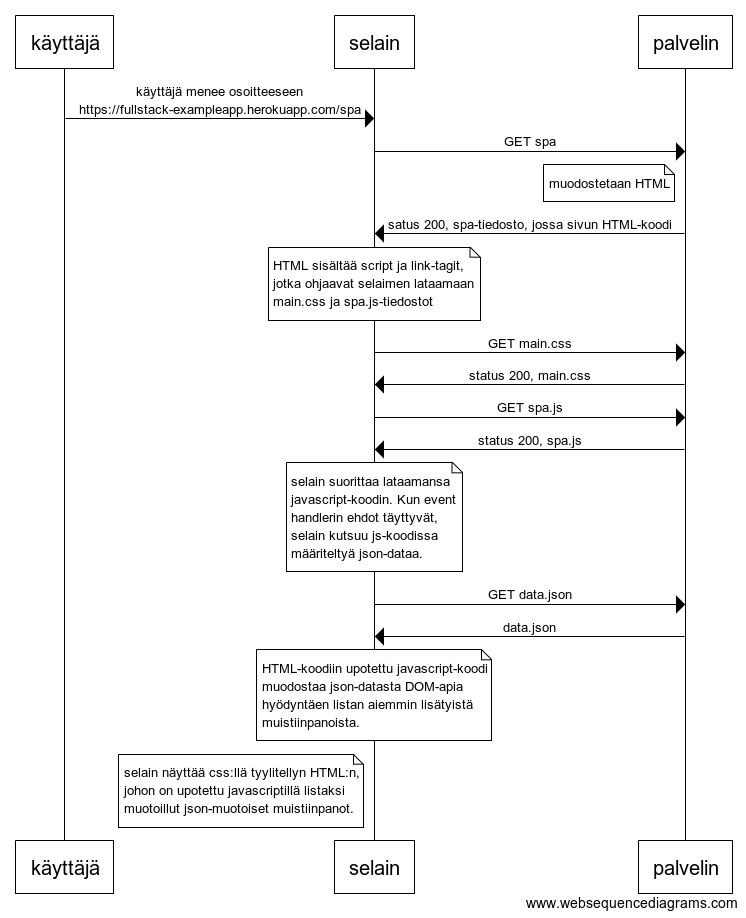 käyttäjä
selain
palvelin
käyttäjä menee osoitteeseen
https://fullstack-exampleapp.herokuapp.com/spa
GET spa
muodostetaan HTML
satus 200, spa-tiedosto, jossa sivun HTML-koodi
HTML sisältää script ja link-tagit,
jotka ohjaavat selaimen lataamaan
main.css ja spa.js-tiedostot
GET main.css
status 200, main.css
GET spa.js
status 200, spa.js
selain suorittaa lataamansa
javascript-koodin. Kun event
handlerin ehdot täyttyvät,
selain kutsuu js-koodissa
määriteltyä json-dataa.
GET data.json
data.json
HTML-koodiin upotettu javascript-koodi
muodostaa json-datasta DOM-apia
hyödyntäen listan aiemmin lisätyistä
muistiinpanoista.
selain näyttää css:llä tyylitellyn HTML:n,
johon on upotettu javascriptillä listaksi
muotoillut json-muotoiset muistiinpanot.
käyttäjä
selain
palvelin
www.websequencediagrams.com